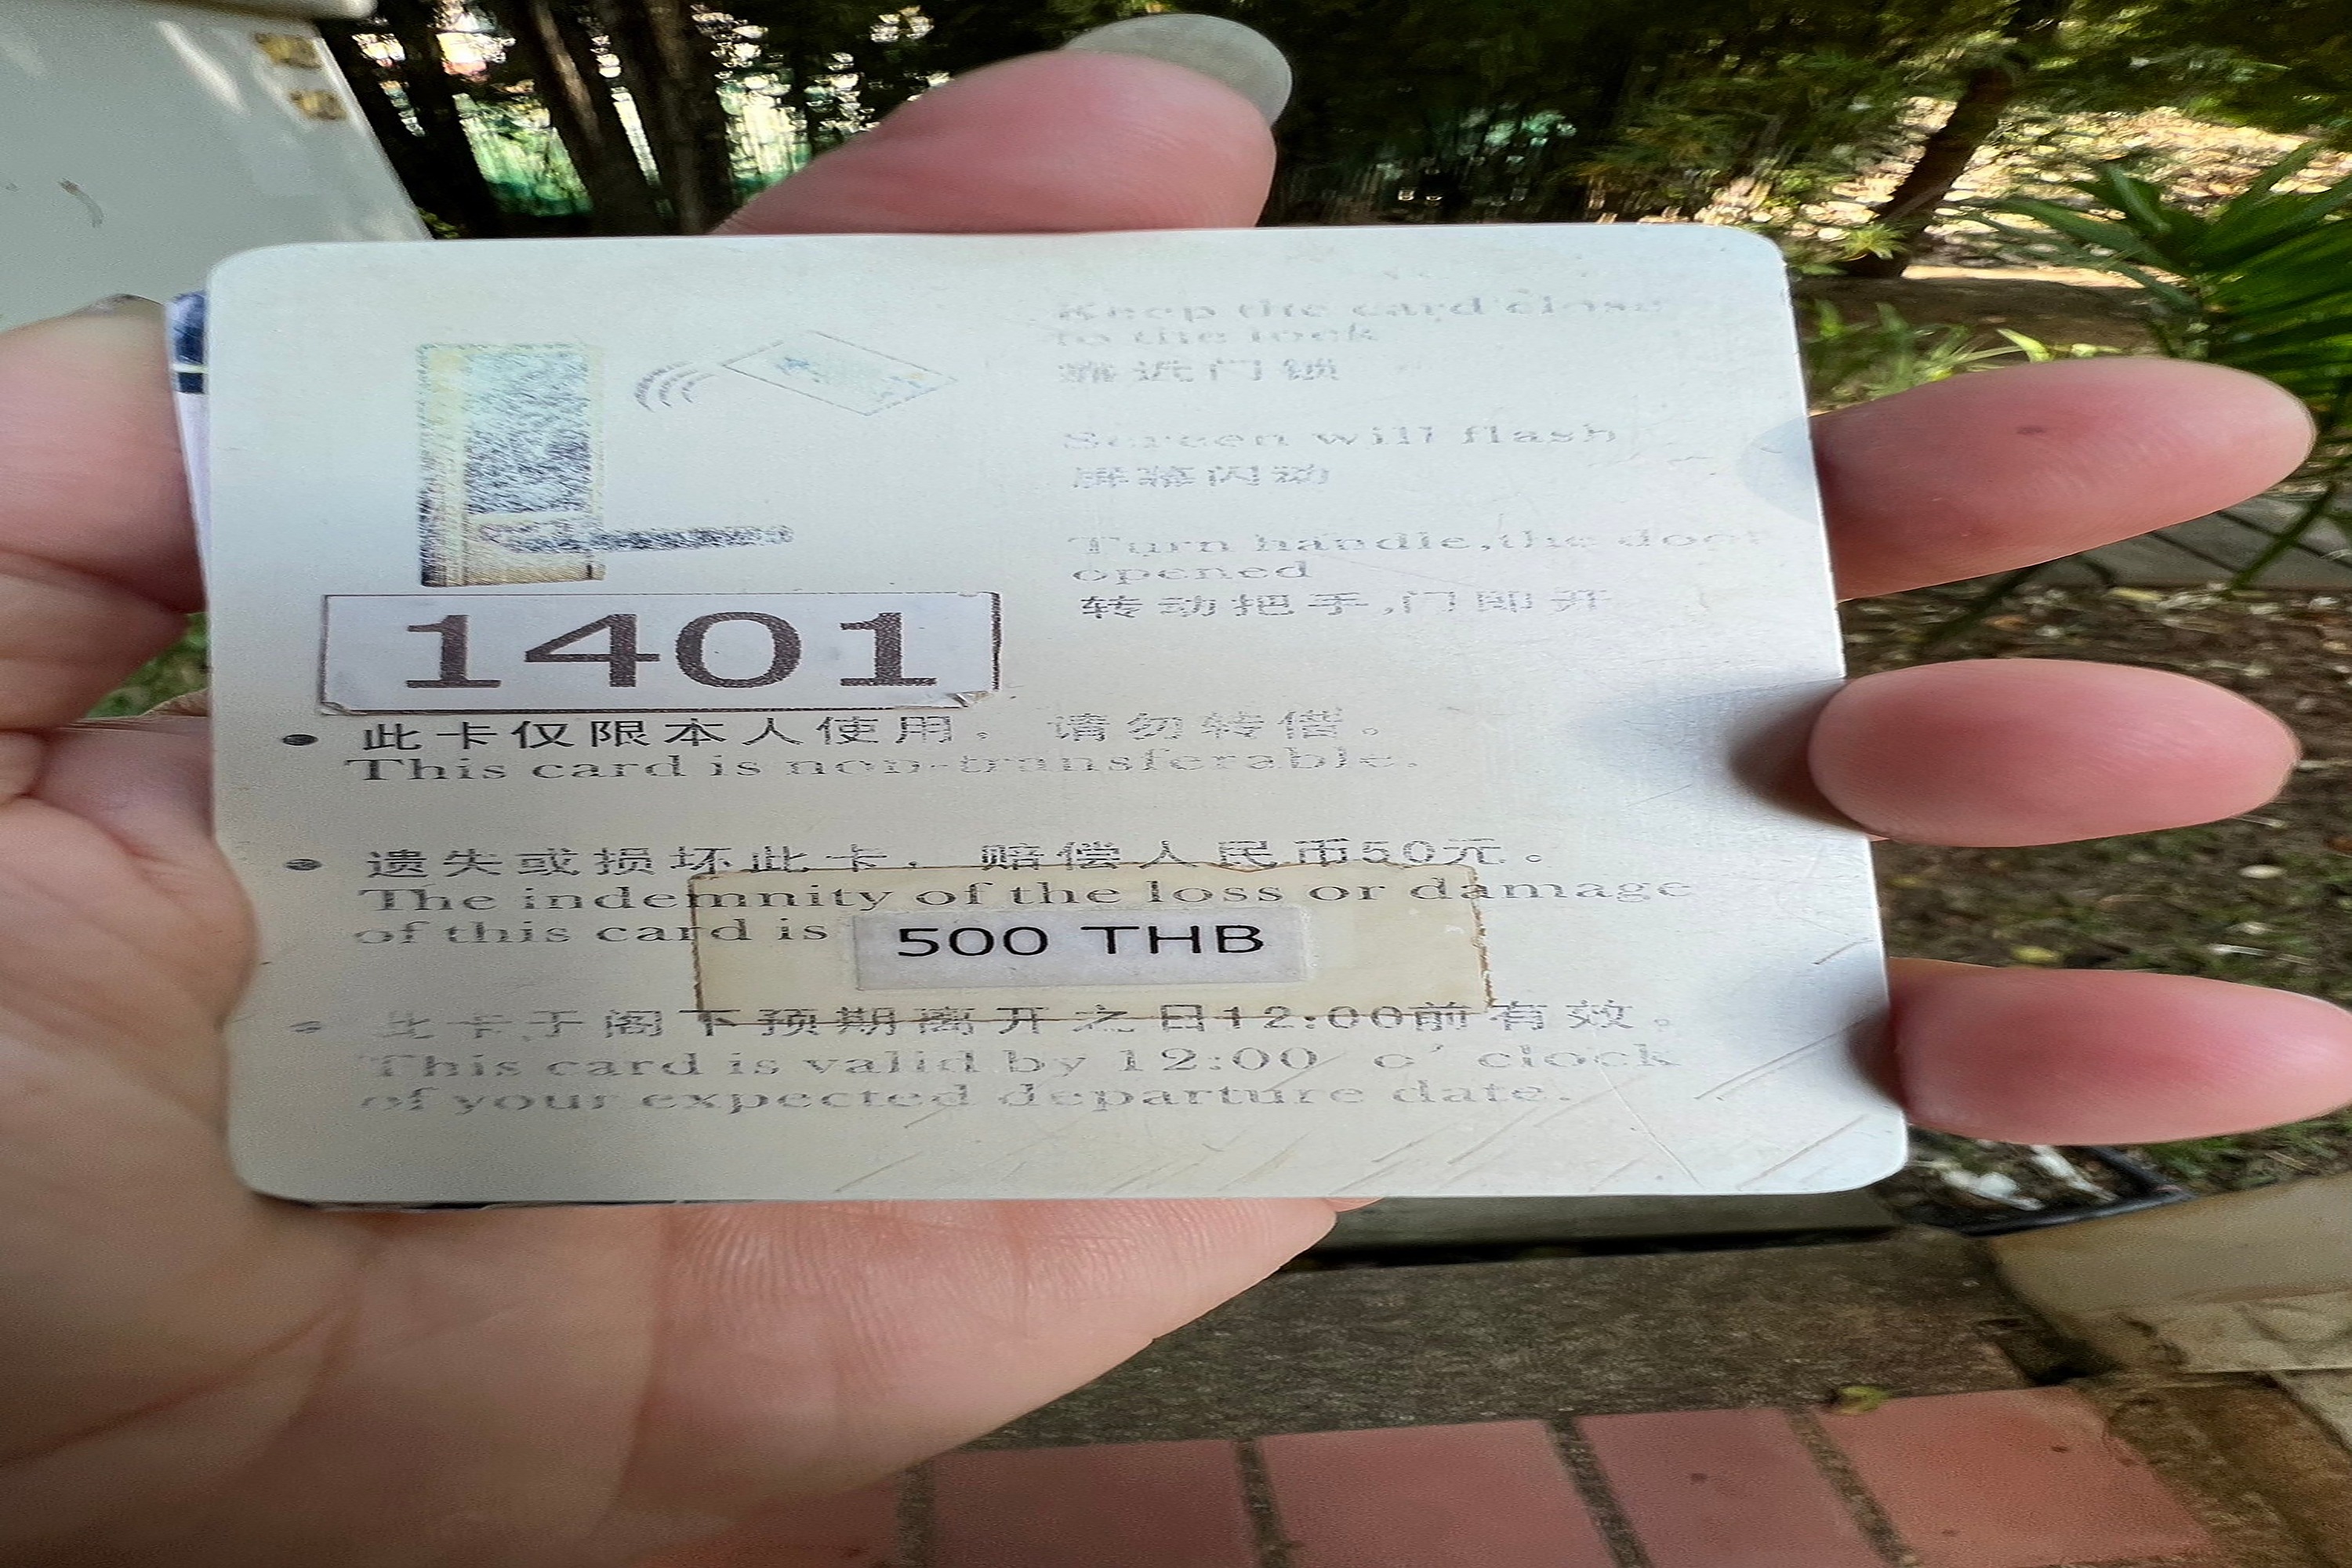 Keep the card close
to the lock
靠近门锁
Screen will flash
屏幕闪动
Turn handle,the door
opened
转动把手,门即开
1401
此卡仅限本人使用。请勿转借。
This card is non-transferable.
遗失或损坏此卡，赔偿人民币50元。
The indemnity of the loss or damage
of this card is 500 THB
此卡于阁下预期离开之日12:00前有效。
This card is valid by 12:00 o' clock
of your expected departure date.